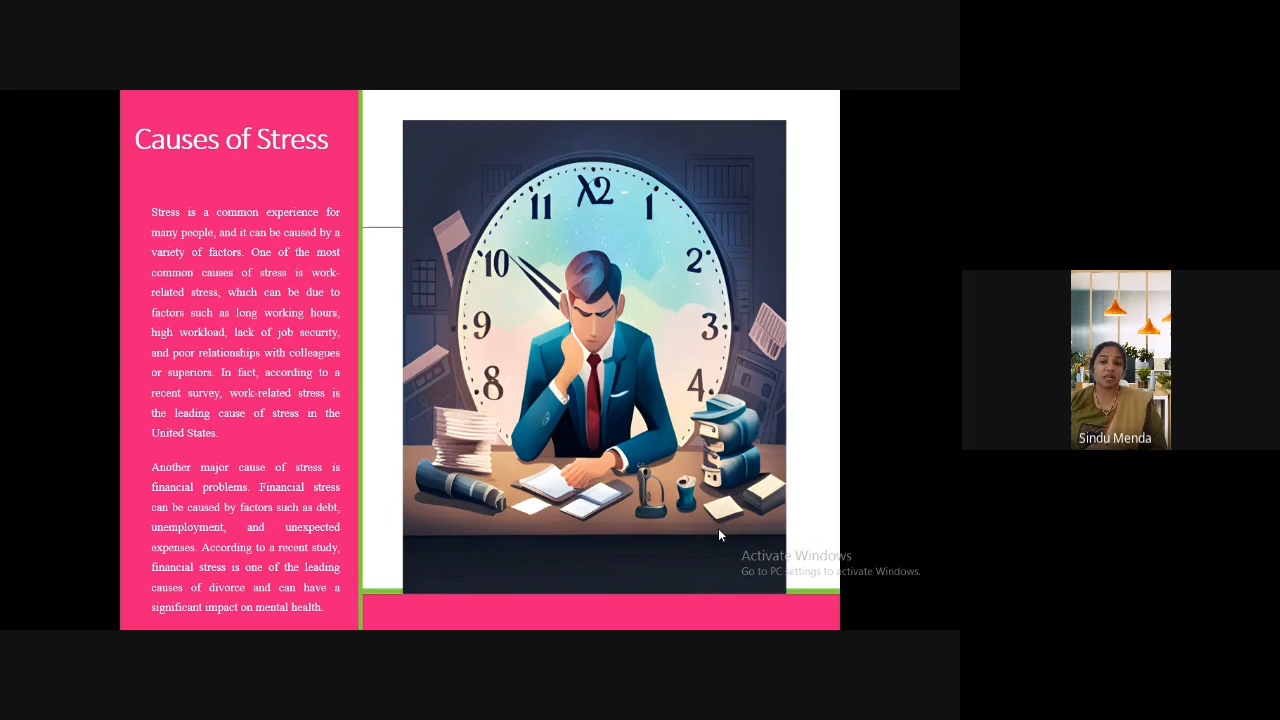 Causes of Stress
Stress is a common experience for
many people, and it can be caused by a
variety of factors. One of the most
common causes of stress is work-
related stress, which can be due to
factors such as long working hours,
high workload, lack of job security,
and poor relationships with colleagues
or superiors. In fact, according to a
recent survey, work-related stress is
the leading cause of stress in the
United States.
Another major cause of stress is
financial problems. Financial stress
can be caused by factors such as debt,
unemployment, and unexpected
expenses. According to a recent study,
financial stress is one of the leading
causes of divorce and can have a
significant impact on mental health.
11
X2
1
10
2
9
3
8
4
Activate Windows
Go to PC settings to activate Windows.
Sindu Menda